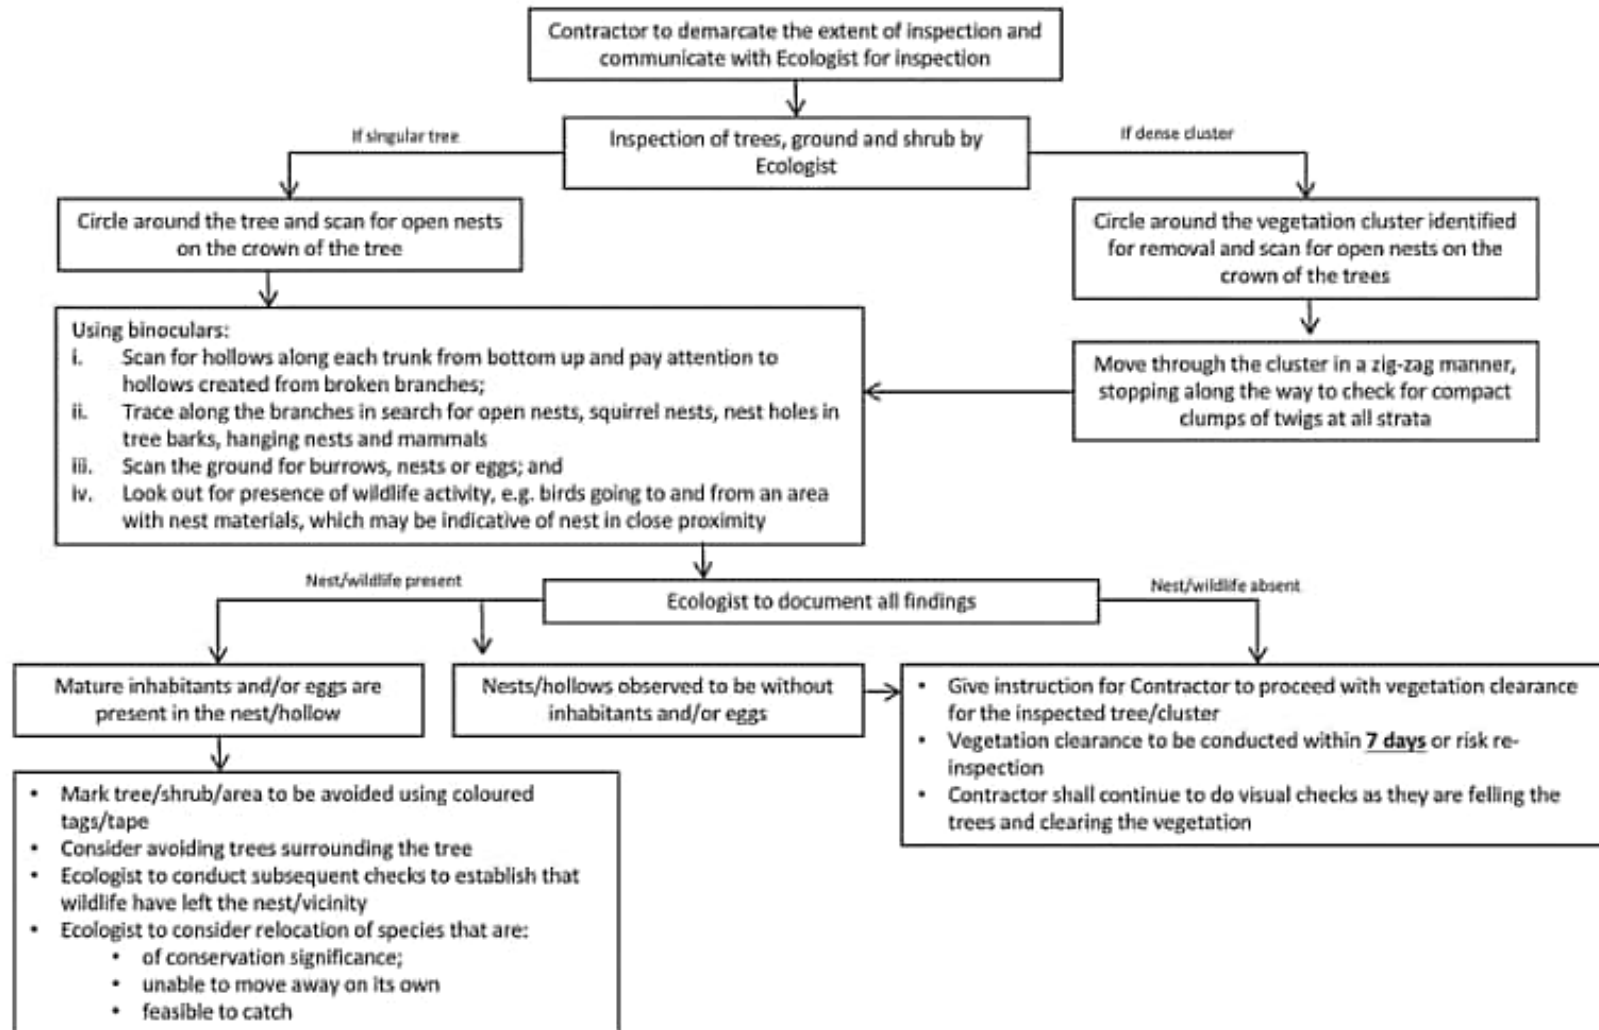 Contractor to demarcate the extent of inspection and
communicate with Ecologist for inspection
If singular tree
Inspection of trees, ground and shrub by
Ecologist
If dense cluster
Circle around the tree and scan for open nests
on the crown of the tree
Circle around the vegetation cluster identified
for removal and scan for open nests on the
crown of the trees
Using binoculars:
i. Scan for hollows along each trunk from bottom up and pay attention to
hollows created from broken branches;
ii. Trace along the branches in search for open nests, squirrel nests, nest holes in
tree barks, hanging nests and mammals
iii. Scan the ground for burrows, nests or eggs; and
iv. Look out for presence of wildlife activity, e.g. birds going to and from an area
with nest materials, which may be indicative of nest in close proximity
Move through the cluster in a zig-zag manner,
stopping along the way to check for compact
clumps of twigs at all strata
Nest/wildlife present
Ecologist to document all findings
Nest/wildlife absent
Mature inhabitants and/or eggs are
present in the nest/hollow
Nests/hollows observed to be without
inhabitants and/or eggs
• Give instruction for Contractor to proceed with vegetation clearance
for the inspected tree/cluster
• Vegetation clearance to be conducted within 7 days or risk re-
inspection
• Contractor shall continue to do visual checks as they are felling the
trees and clearing the vegetation
• Mark tree/shrub/area to be avoided using coloured
tags/tape
• Consider avoiding trees surrounding the tree
• Ecologist to conduct subsequent checks to establish that
wildlife have left the nest/vicinity
• Ecologist to consider relocation of species that are:
• of conservation significance;
• unable to move away on its own
• feasible to catch